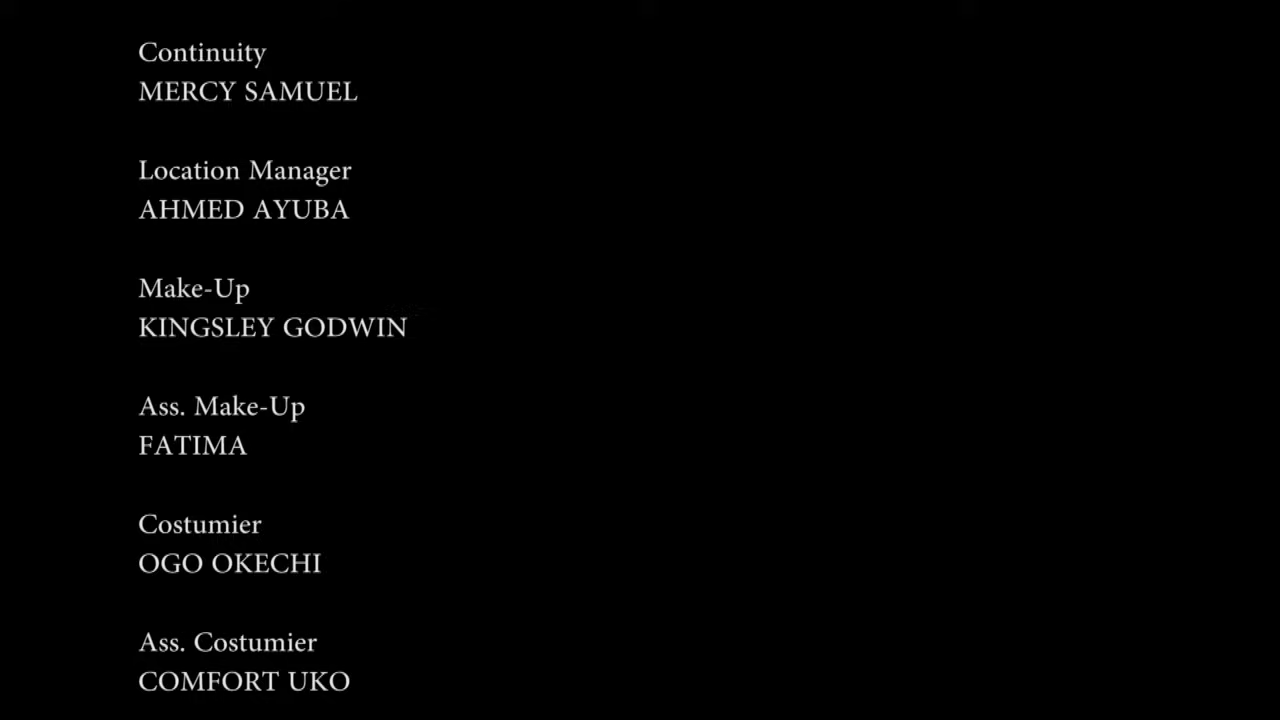 Continuity
MERCY SAMUEL
Location Manager
AHMED AYUBA
Make-Up
KINGSLEY GODWIN
Ass. Make-Up
FATIMA
Costumier
OGO OKECHI
Ass. Costumier
COMFORT UKO